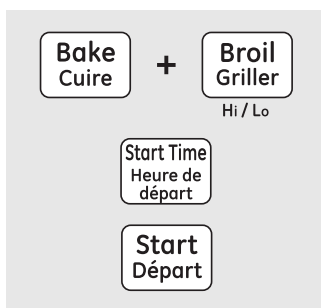 Bake + Broil
Cuire Griller
Hi / Lo
Start Time
Heure de
départ
Start
Départ